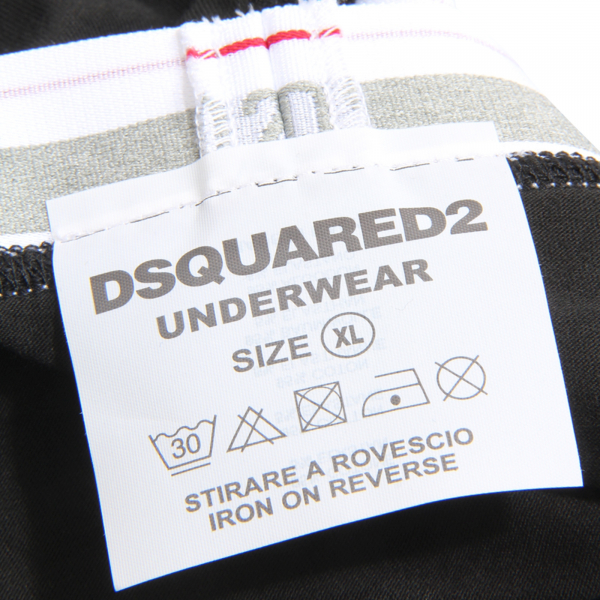 DSQUARED2
UNDERWEAR
SIZE XL
30
STIRARE A ROVESCIO
IRON ON REVERSE